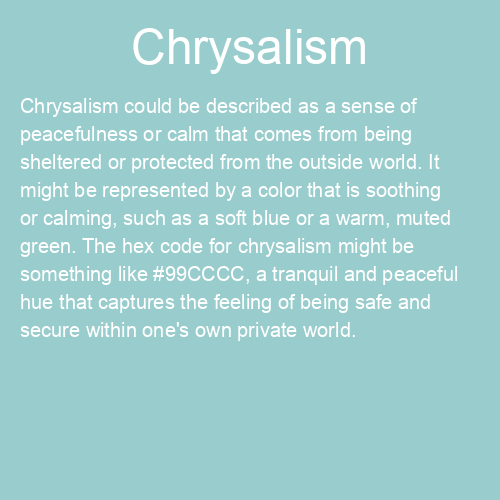 Chrysalism
Chrysalism could be described as a sense of
peacefulness or calm that comes from being
sheltered or protected from the outside world. It
might be represented by a color that is soothing
or calming, such as a soft blue or a warm, muted
green. The hex code for chrysalism might be
something like #99CCCC, a tranquil and peaceful
hue that captures the feeling of being safe and
secure within one's own private world.